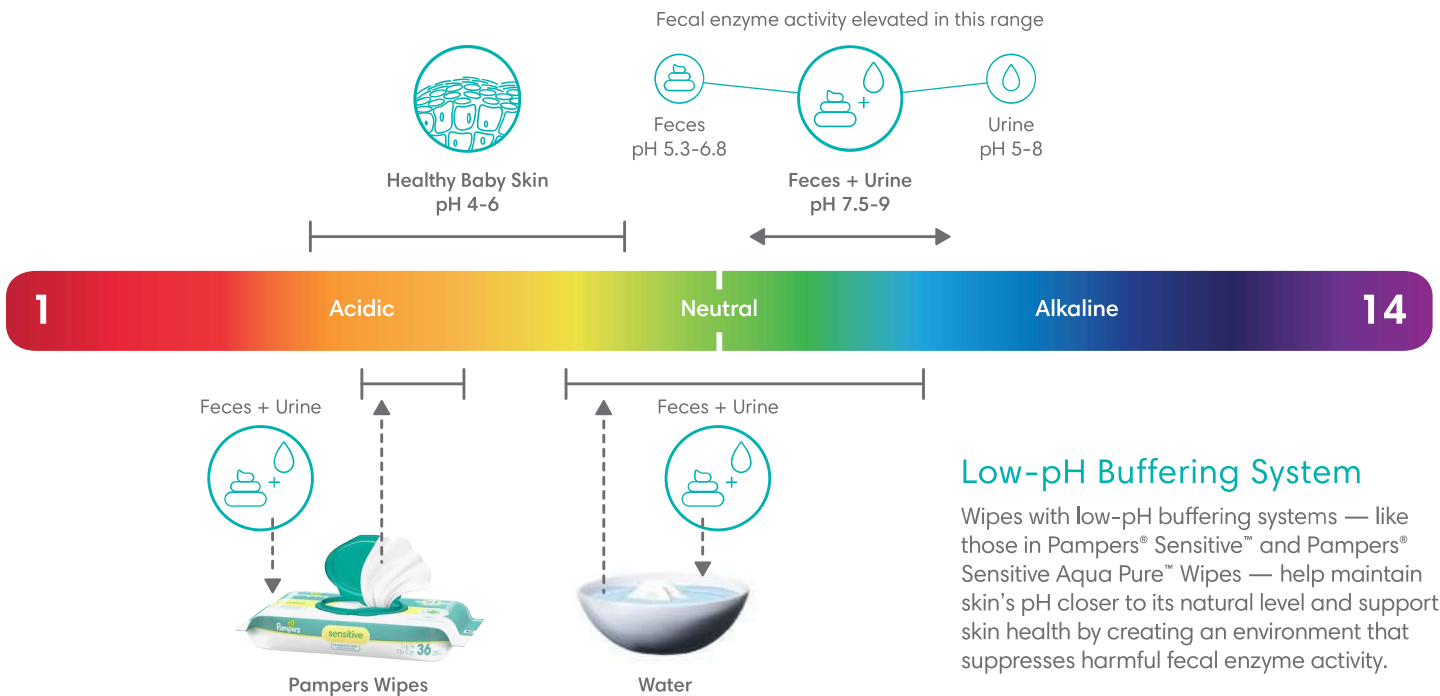 Fecal enzyme activity elevated in this range
Feces
pH 5.3-6.8
Urine
pH 5-8
Healthy Baby Skin
pH 4-6
Feces + Urine
pH 7.5-9
1
Acidic
Neutral
Alkaline
14
Feces + Urine
Feces + Urine
Pampers
sensitive
36
Pampers Wipes
Water
Low-pH Buffering System
Wipes with low-pH buffering systems — like
those in Pampers® Sensitive™ and Pampers®
Sensitive Aqua Pure™ Wipes — help maintain
skin’s pH closer to its natural level and support
skin health by creating an environment that
suppresses harmful fecal enzyme activity.